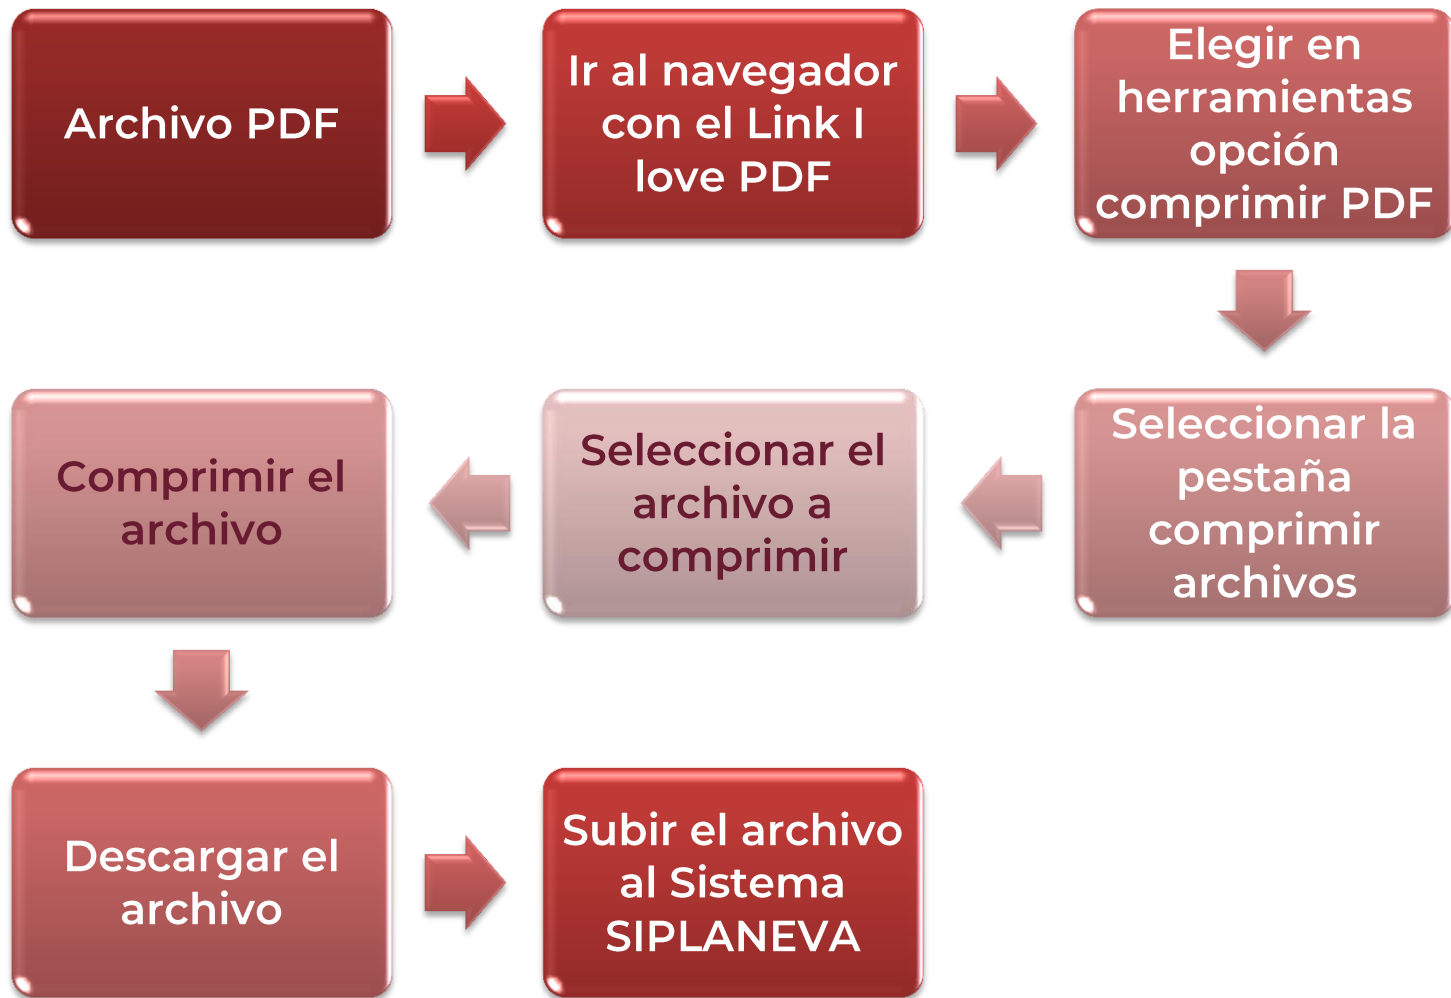 Archivo PDF
Ir al navegador
con el Link I
love PDF
Elegir en
herramientas
opción
comprimir PDF
Seleccionar la
pestaña
comprimir
archivos
Seleccionar el
archivo a
comprimir
Comprimir el
archivo
Descargar el
archivo
Subir el archivo
al Sistema
SIPLANEVA